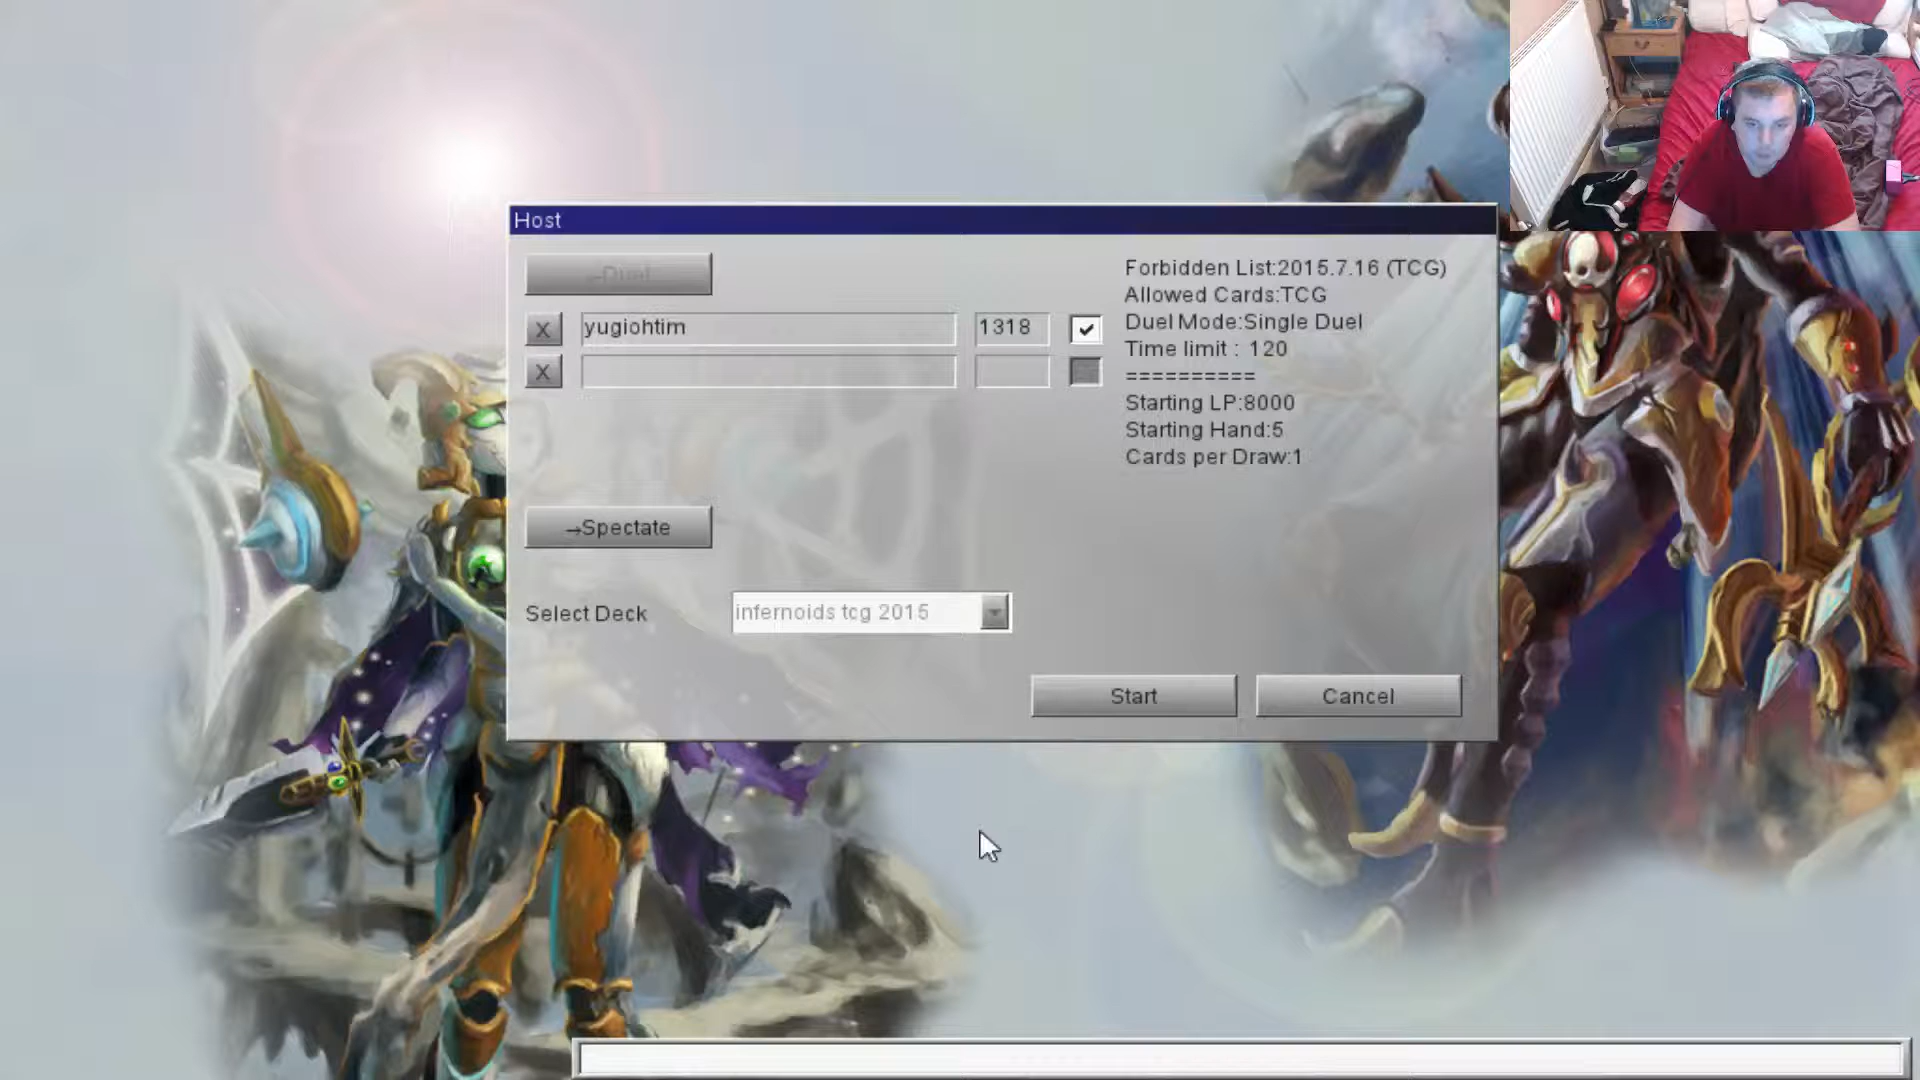 Host
→Duel
X yugiohtim 1318
X
Forbidden List:2015.7.16 (TCG)
Allowed Cards:TCG
Duel Mode:Single Duel
Time limit : 120
==========
Starting LP:8000
Starting Hand:5
Cards per Draw:1
→Spectate
Select Deck infernoids tcg 2015
Start Cancel